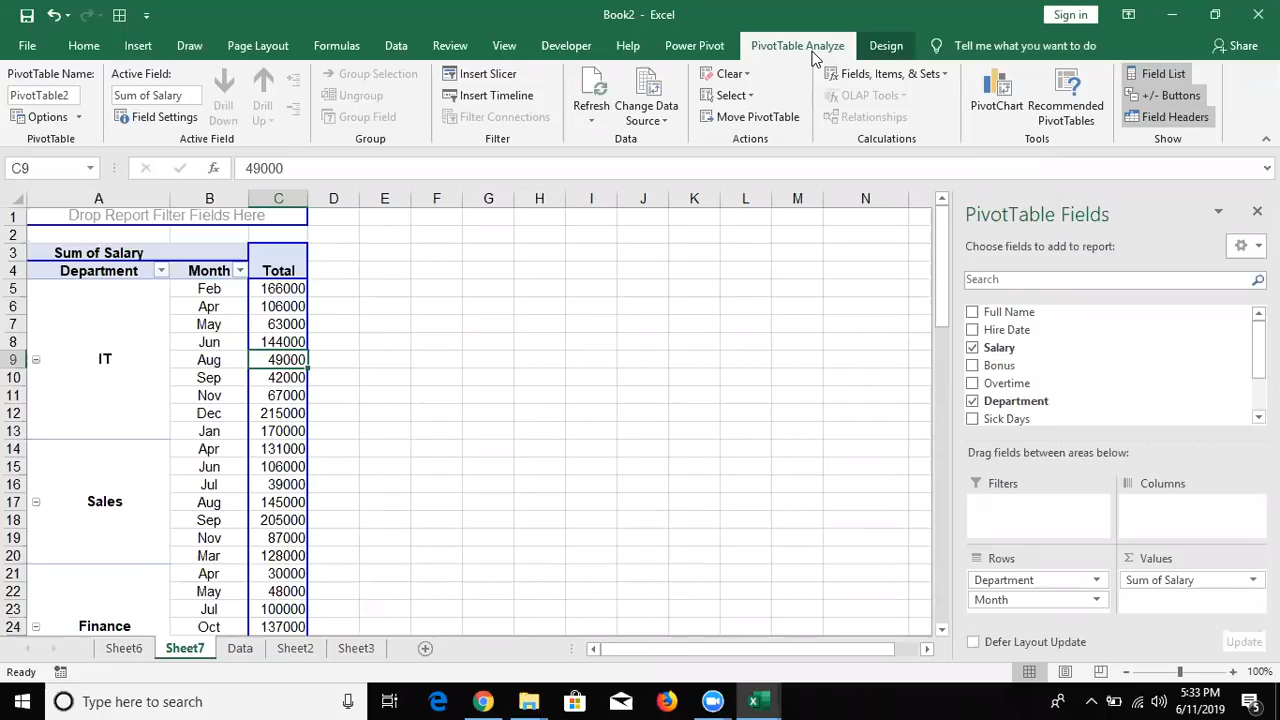 Book2 - Excel
Sign in
File Home Insert Draw Page Layout Formulas Data Review View Developer Help Power Pivot PivotTable Analyze Design Tell me what you want to do Share
PivotTable Name:
PivotTable2
Options
PivotTable
Active Field:
Sum of Salary
Field Settings
Drill Down
Drill Up
Active Field
Group Selection
Ungroup
Group Field
Group
Insert Slicer
Insert Timeline
Filter Connections
Filter
Refresh
Change Data Source
Data
Clear
Select
Move PivotTable
Actions
Fields, Items, & Sets
OLAP Tools
Relationships
Calculations
PivotChart
Recommended PivotTables
Tools
Field List
+/- Buttons
Field Headers
Show
C9 fx 49000
A B C D E F G H I J K L M N
1 Drop Report Filter Fields Here
2
3 Sum of Salary
4 Department Month Total
5 Feb 166000
6 Apr 106000
7 May 63000
8 Jun 144000
9 IT Aug 49000
10 Sep 42000
11 Nov 67000
12 Dec 215000
13 Jan 170000
14 Apr 131000
15 Jun 106000
16 Jul 39000
17 Sales Aug 145000
18 Sep 205000
19 Nov 87000
20 Mar 128000
21 Apr 30000
22 May 48000
23 Jul 100000
24 Finance Oct 137000
PivotTable Fields
Choose fields to add to report:
Search
Full Name
Hire Date
Salary
Bonus
Overtime
Department
Sick Days
Drag fields between areas below:
Filters
Columns
Rows
Department
Month
Σ Values
Sum of Salary
Defer Layout Update
Update
Sheet6 Sheet7 Data Sheet2 Sheet3
Ready
100%
Type here to search
5:33 PM
6/11/2019
5